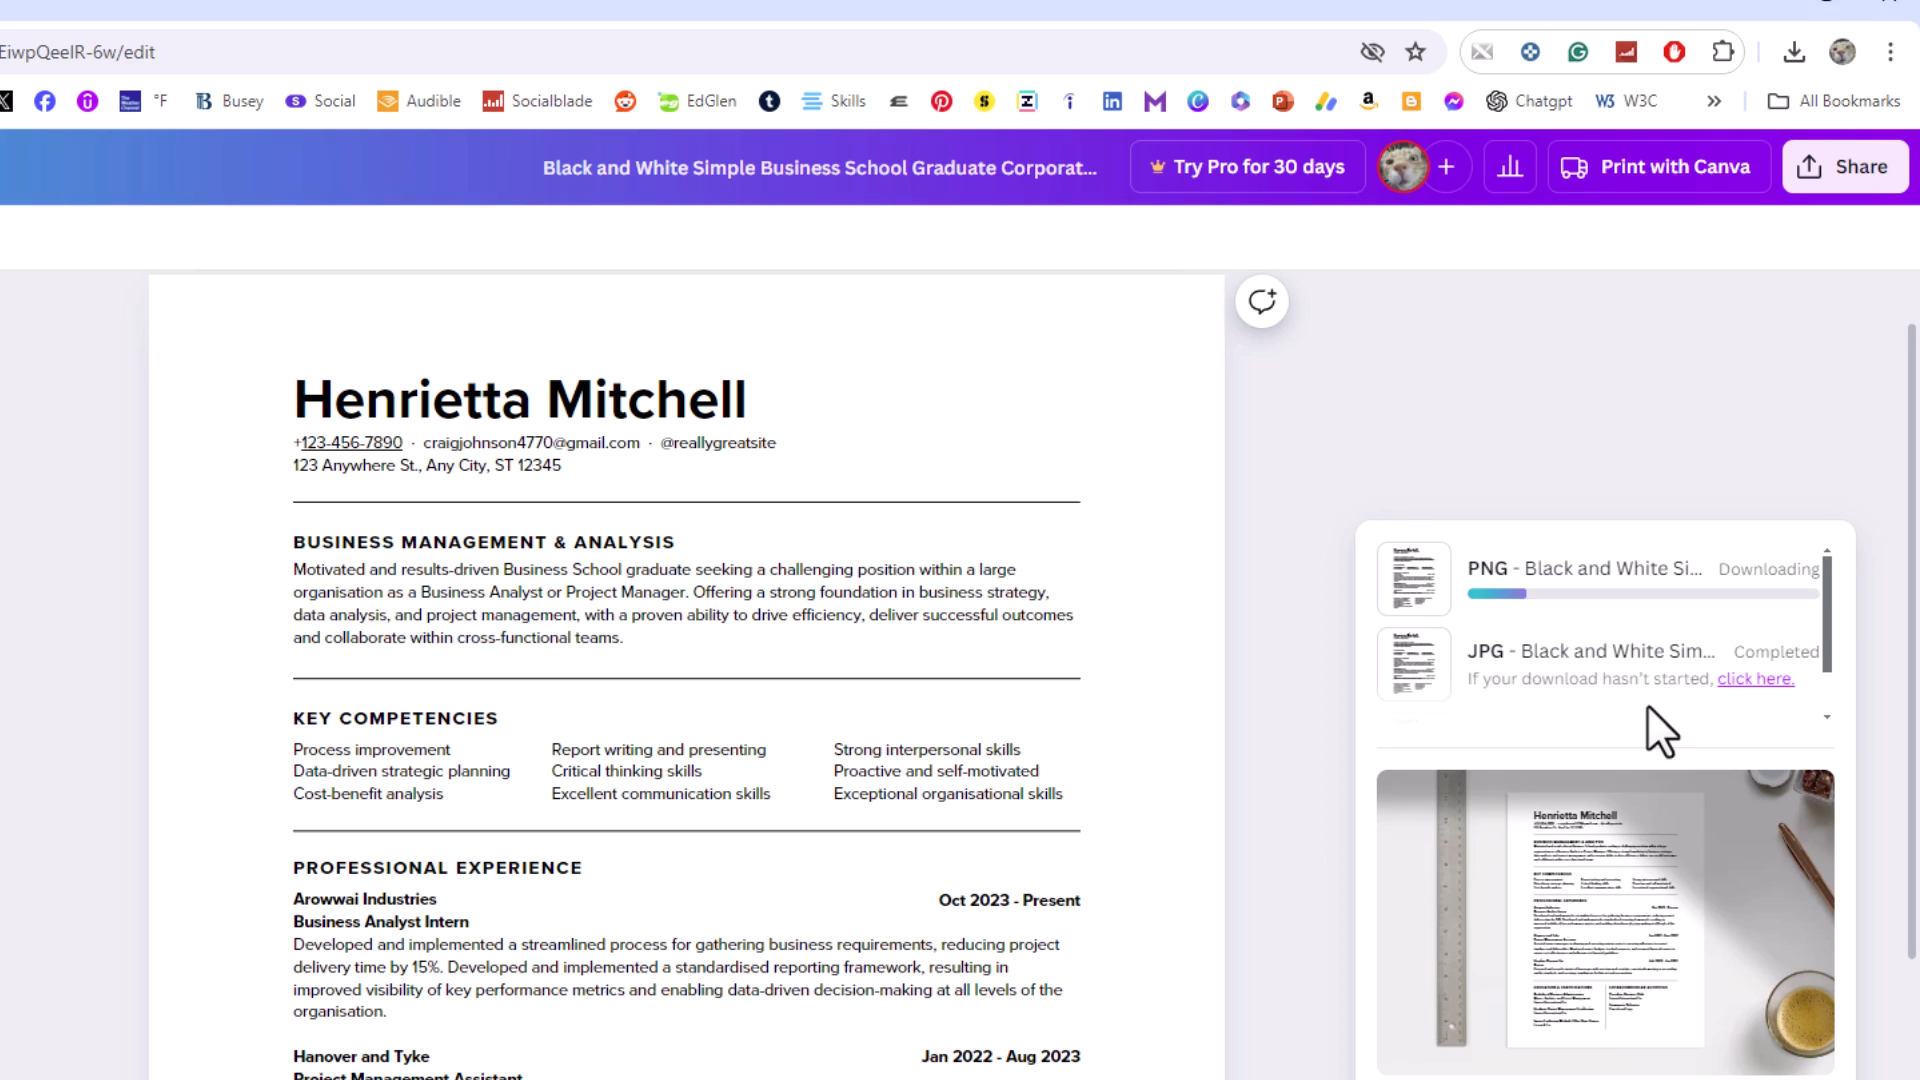 EiwpQeelR-6w/edit
°F
Busey
Social
Audible
Socialblade
EdGlen
Skills
Chatgpt
W3C
All Bookmarks
Black and White Simple Business School Graduate Corporat...
Try Pro for 30 days
Print with Canva
Share
Henrietta Mitchell
+123-456-7890 · craigjohnson4770@gmail.com · @reallygreatsite
123 Anywhere St., Any City, ST 12345
BUSINESS MANAGEMENT & ANALYSIS
Motivated and results-driven Business School graduate seeking a challenging position within a large
organisation as a Business Analyst or Project Manager. Offering a strong foundation in business strategy,
data analysis, and project management, with a proven ability to drive efficiency, deliver successful outcomes
and collaborate within cross-functional teams.
KEY COMPETENCIES
Process improvement Report writing and presenting Strong interpersonal skills
Data-driven strategic planning Critical thinking skills Proactive and self-motivated
Cost-benefit analysis Excellent communication skills Exceptional organisational skills
PROFESSIONAL EXPERIENCE
Arowwai Industries Oct 2023 - Present
Business Analyst Intern
Developed and implemented a streamlined process for gathering business requirements, reducing project
delivery time by 15%. Developed and implemented a standardised reporting framework, resulting in
improved visibility of key performance metrics and enabling data-driven decision-making at all levels of the
organisation.
Hanover and Tyke Jan 2022 - Aug 2023
Project Management Assistant
PNG - Black and White Si... Downloading
JPG - Black and White Sim... Completed
If your download hasn't started, click here.
Henrietta Mitchell